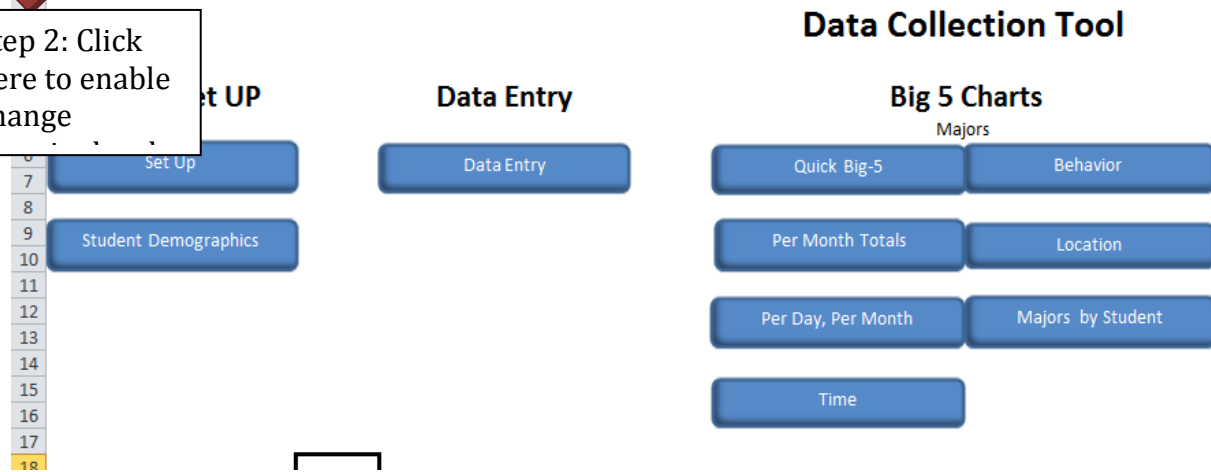 Data Collection Tool
tep 2: Click
ere to enable
ange
et UP
Data Entry
Big 5 Charts
Majors
Set Up
Data Entry
Quick Big-5
Behavior
7
8
9
Student Demographics
Per Month Totals
Location
10
11
12
Per Day, Per Month
Majors by Student
13
14
15
Time
16
17
18